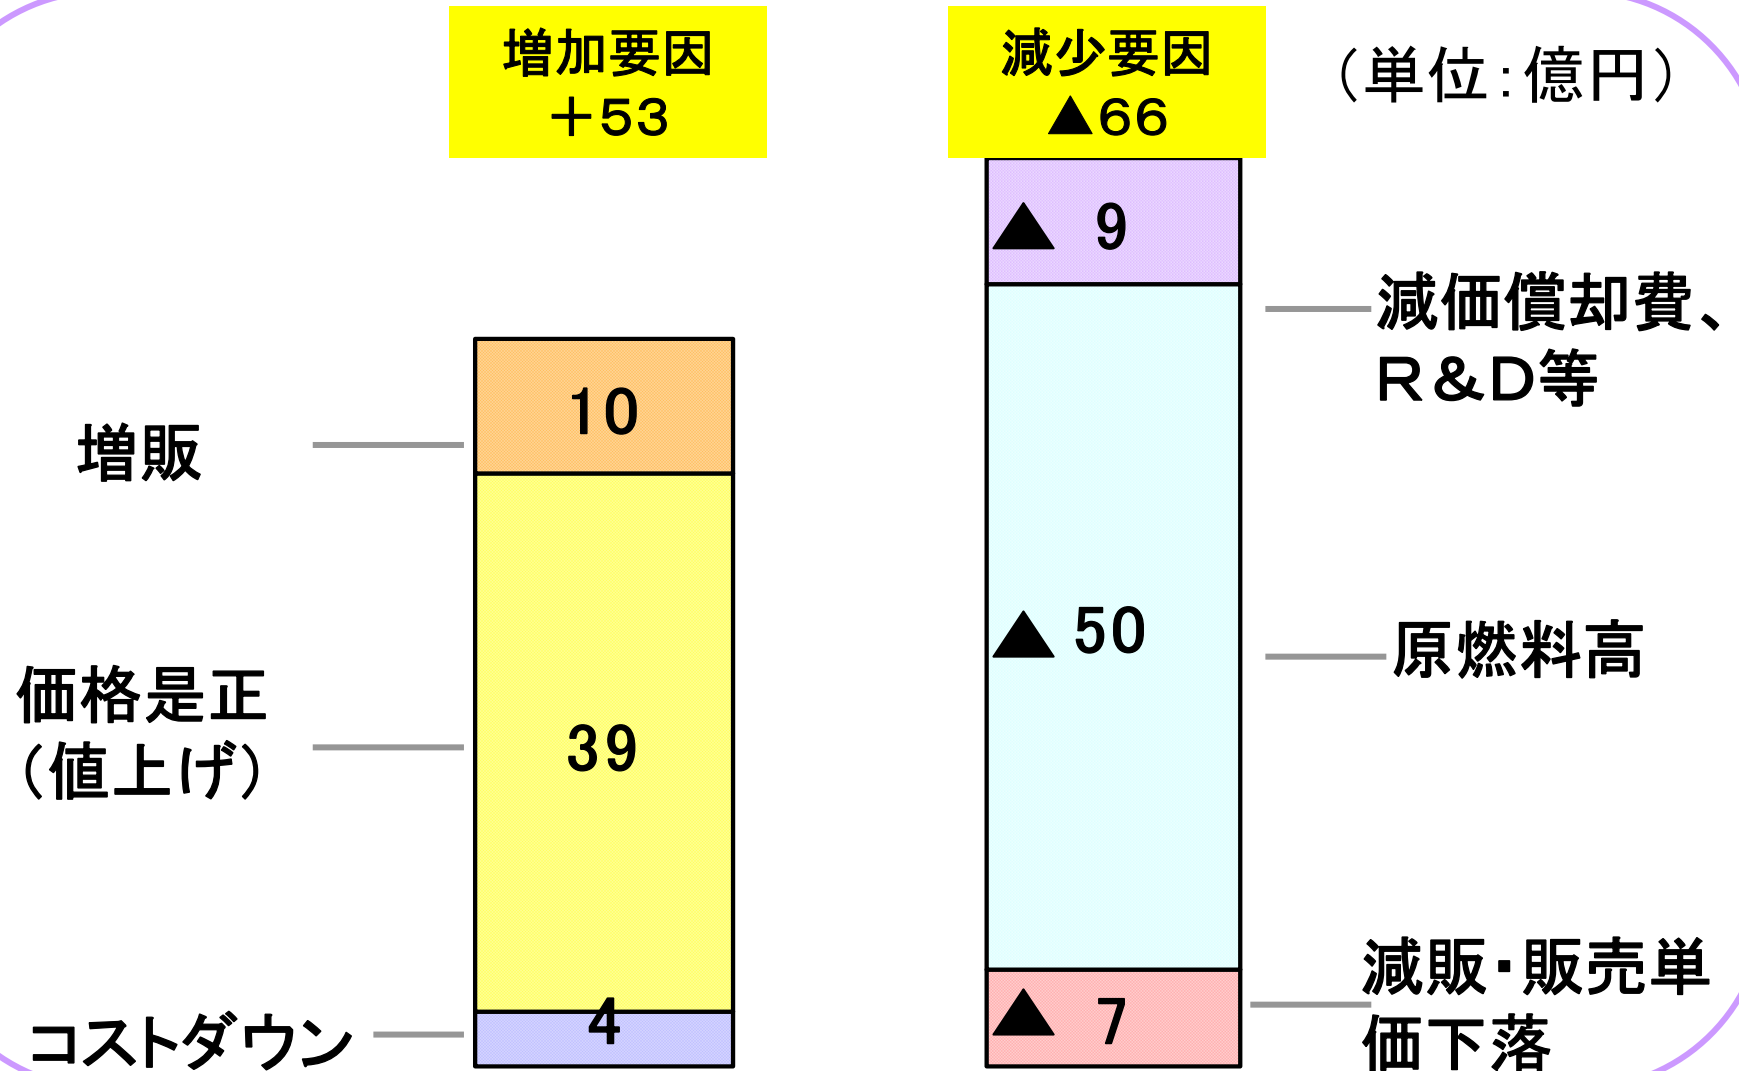 増加要因
＋53
減少要因
▲66
（単位：億円）
▲ 9
減価償却費、
Ｒ＆Ｄ等
10
増販
▲ 50
原燃料高
価格是正
（値上げ）
39
▲ 7
減販・販売単
価下落
4
コストダウン